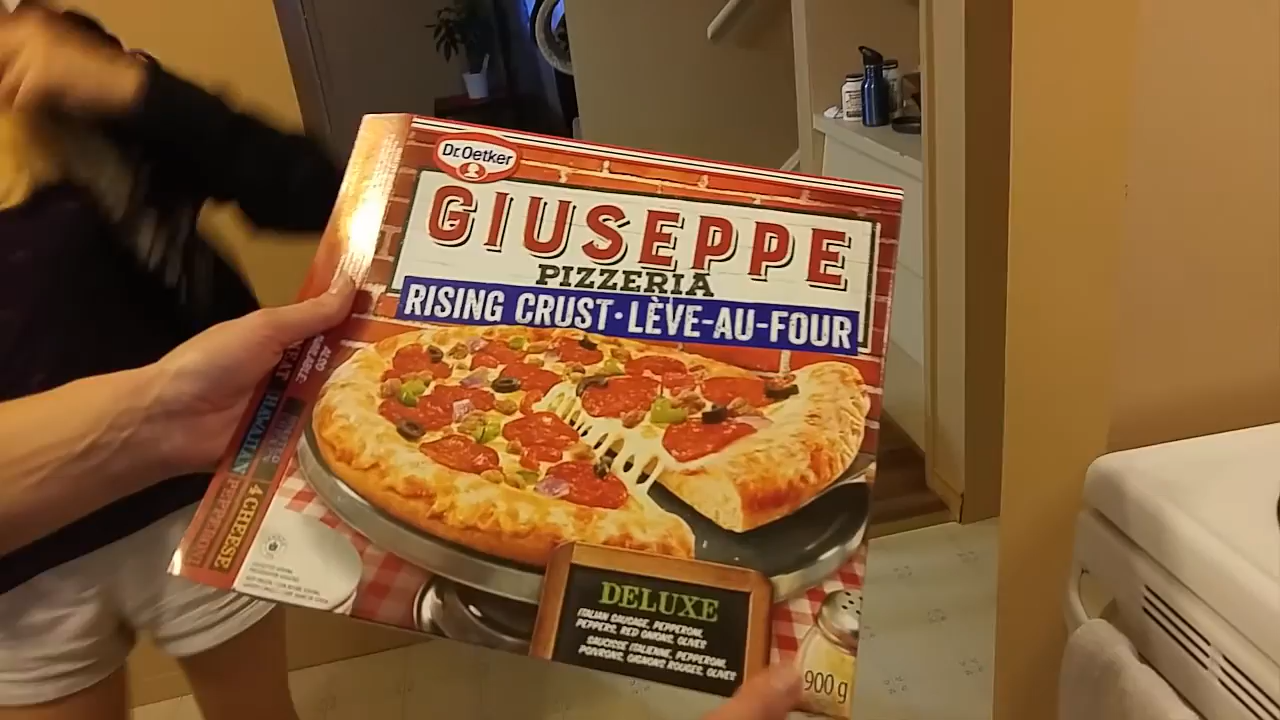 Dr.Oetker
GIUSEPPE
PIZZERIA
RISING CRUST·LÈVE-AU-FOUR
HAWAIIAN
PEPPERONI
4 CHEESE
DELUXE
ITALIAN SAUSAGE, PEPPERONI,
PEPPERS, RED ONIONS, OLIVES
SAUCISSE ITALIENNE, PEPPERONI,
POIVRONS, OIGNONS ROUGES, OLIVES
900 g